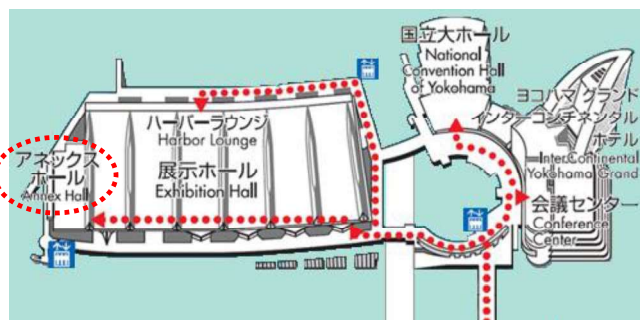 国立大ホール
National
Convention Hall
of Yokohama
ヨコハマ グランド
インターコンチネンタル
ホテル
InterContinental
Yokohama Grand
ハーバーラウンジ
Harbor Lounge
アネックス
ホール
Annex Hall
展示ホール
Exhibition Hall
会議センター
Conference
Center